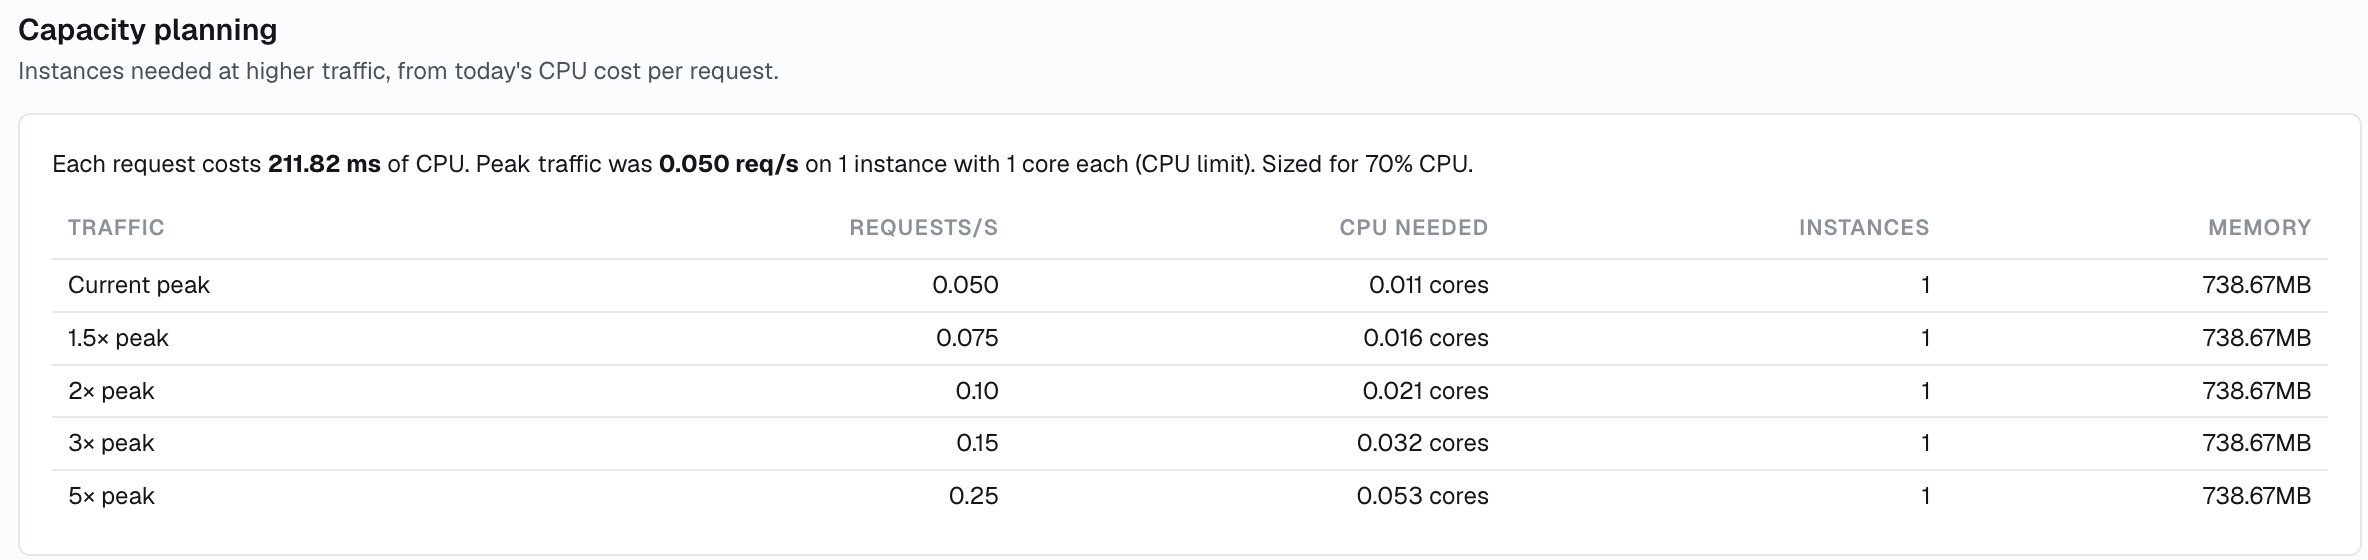 Capacity planning
Instances needed at higher traffic, from today's CPU cost per request.
Each request costs 211.82 ms of CPU. Peak traffic was 0.050 req/s on 1 instance with 1 core each (CPU limit). Sized for 70% CPU.
TRAFFIC REQUESTS/S CPU NEEDED INSTANCES MEMORY
Current peak 0.050 0.011 cores 1 738.67MB
1.5× peak 0.075 0.016 cores 1 738.67MB
2× peak 0.10 0.021 cores 1 738.67MB
3× peak 0.15 0.032 cores 1 738.67MB
5× peak 0.25 0.053 cores 1 738.67MB